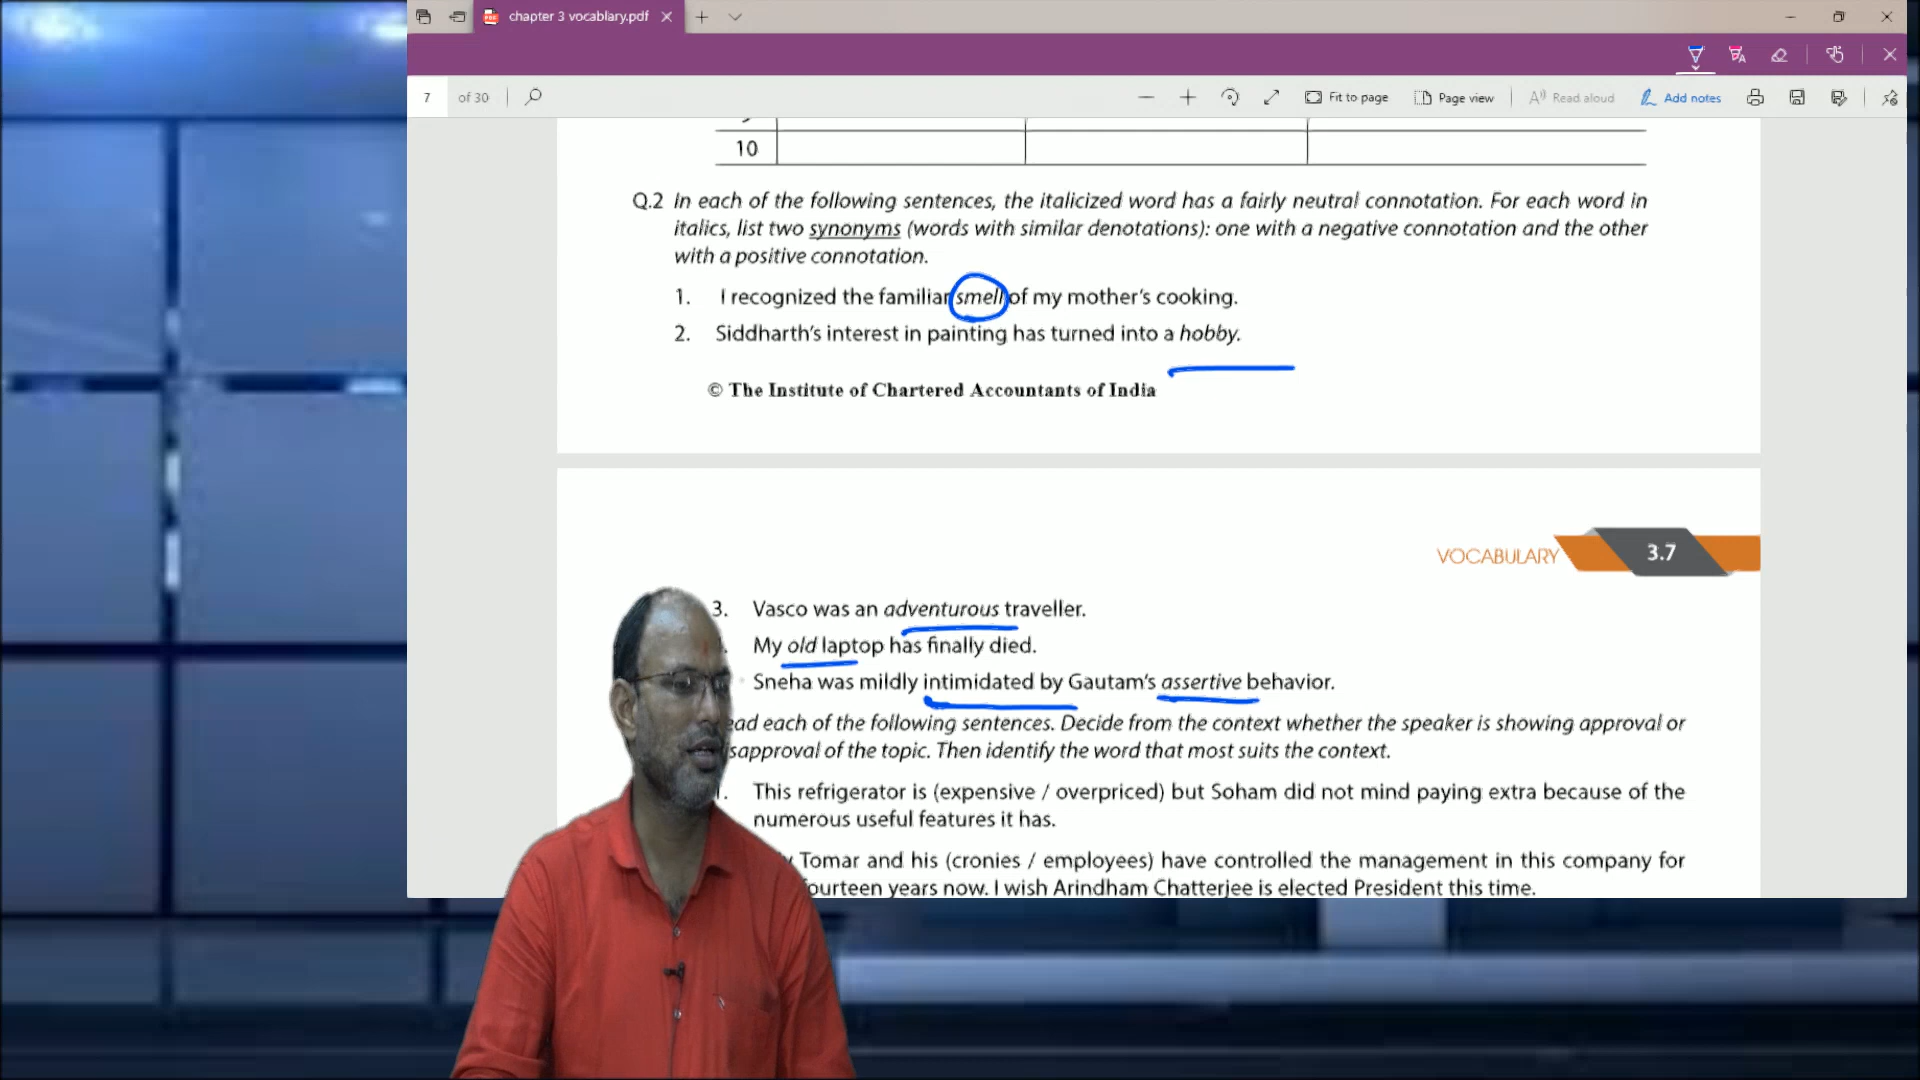 chapter 3 vocablary.pdf
7 of 30
Fit to page
Page view
Read aloud
Add notes
10
Q.2 In each of the following sentences, the italicized word has a fairly neutral connotation. For each word in
italics, list two synonyms (words with similar denotations): one with a negative connotation and the other
with a positive connotation.
1. I recognized the familiar smell of my mother's cooking.
2. Siddharth's interest in painting has turned into a hobby.
© The Institute of Chartered Accountants of India
VOCABULARY 3.7
3. Vasco was an adventurous traveller.
My old laptop has finally died.
Sneha was mildly intimidated by Gautam's assertive behavior.
each of the following sentences. Decide from the context whether the speaker is showing approval or
of the topic. Then identify the word that most suits the context.
This refrigerator is (expensive / overpriced) but Soham did not mind paying extra because of the
numerous useful features it has.
Tomar and his (cronies / employees) have controlled the management in this company for
fourteen years now. I wish Arindham Chatterjee is elected President this time.